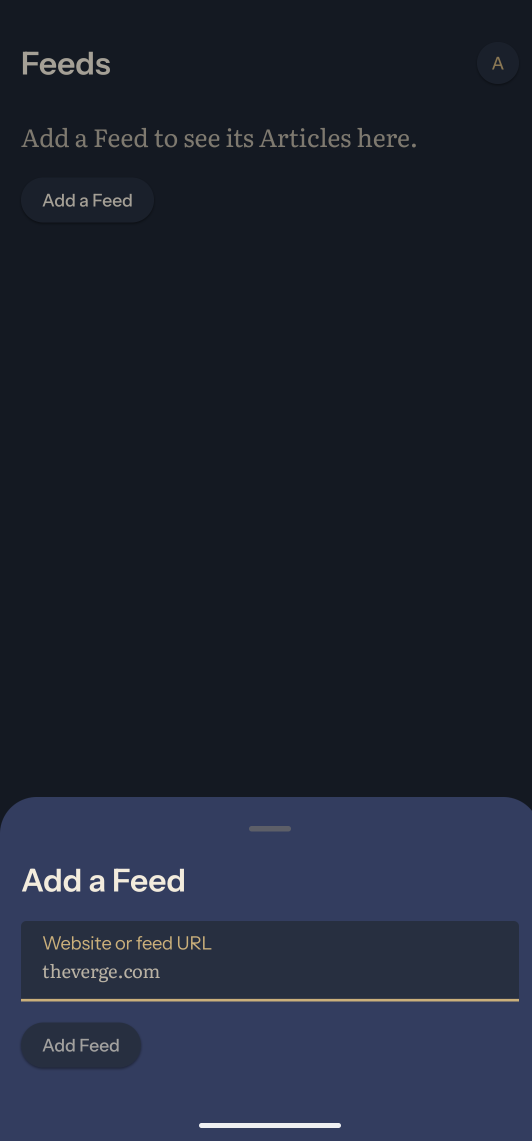 Feeds
A
Add a Feed to see its Articles here.
Add a Feed
Add a Feed
Website or feed URL
theverge.com
Add Feed